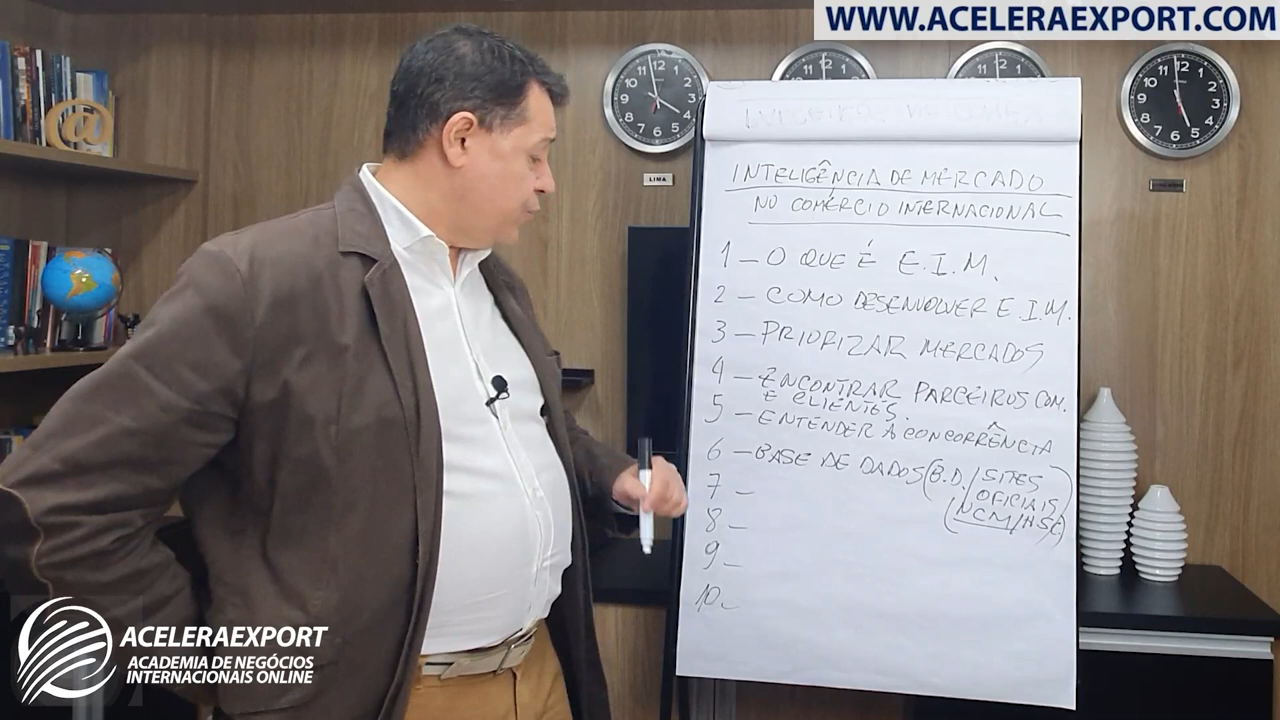 WWW.ACELERAEXPORT.COM
LIMA
INTELIGÊNCIA DE MERCADO
NO COMÉRCIO INTERNACIONAL
1 - O QUE É E.I.M.
2 - COMO DESENVOLVER E.I.M.
3 - PRIORIZAR MERCADOS
4 - ENCONTRAR PARCEIROS COM.
E CLIENTES.
5 - ENTENDER A CONCORRÊNCIA
6 - BASE DE DADOS (B.D./SITES
OFICIAIS)
(NCM/HSC)
7 -
8 -
9 -
10 -
ACELERAEXPORT
ACADEMIA DE NEGÓCIOS
INTERNACIONAIS ONLINE